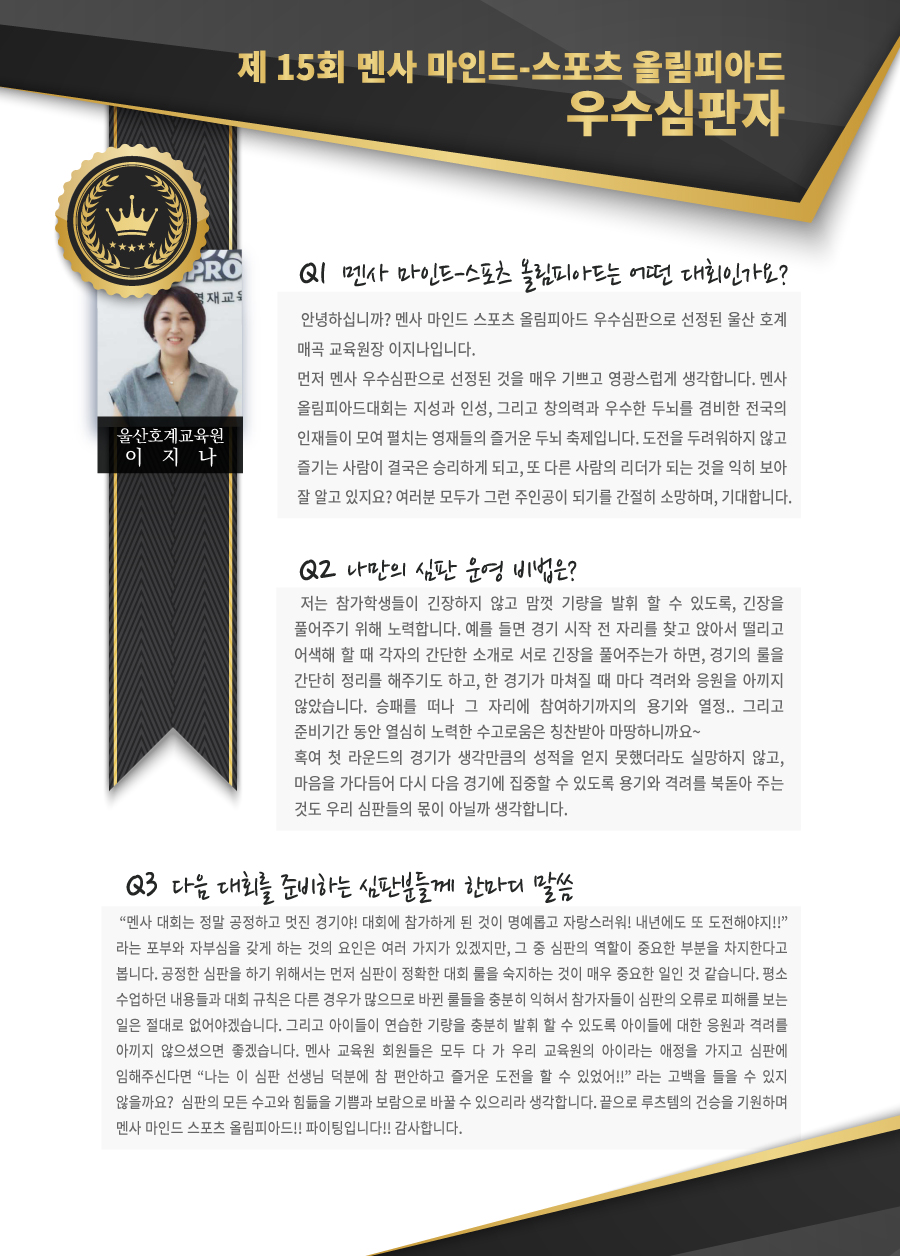 제 15회 멘사 마인드-스포츠 올림피아드
우수심판자
PRO
영재교육
울산호계교육원
이 지 나
Q1 멘사 마인드-스포츠 올림피아드는 어떤 대회인가요?
안녕하십니까? 멘사 마인드 스포츠 올림피아드 우수심판으로 선정된 울산 호계
매곡 교육원장 이지나입니다.
먼저 멘사 우수심판으로 선정된 것을 매우 기쁘고 영광스럽게 생각합니다. 멘사
올림피아드대회는 지성과 인성, 그리고 창의력과 우수한 두뇌를 겸비한 전국의
인재들이 모여 펼치는 영재들의 즐거운 두뇌 축제입니다. 도전을 두려워하지 않고
즐기는 사람이 결국은 승리하게 되고, 또 다른 사람의 리더가 되는 것을 익히 보아
잘 알고 있지요? 여러분 모두가 그런 주인공이 되기를 간절히 소망하며, 기대합니다.
Q2 나만의 심판 운영 비법은?
저는 참가학생들이 긴장하지 않고 맘껏 기량을 발휘 할 수 있도록, 긴장을
풀어주기 위해 노력합니다. 예를 들면 경기 시작 전 자리를 찾고 앉아서 떨리고
어색해 할 때 각자의 간단한 소개로 서로 긴장을 풀어주는가 하면, 경기의 룰을
간단히 정리를 해주기도 하고, 한 경기가 마쳐질 때 마다 격려와 응원을 아끼지
않았습니다. 승패를 떠나 그 자리에 참여하기까지의 용기와 열정.. 그리고
준비기간 동안 열심히 노력한 수고로움은 칭찬받아 마땅하니까요~
혹여 첫 라운드의 경기가 생각만큼의 성적을 얻지 못했더라도 실망하지 않고,
마음을 가다듬어 다시 다음 경기에 집중할 수 있도록 용기와 격려를 북돋아 주는
것도 우리 심판들의 몫이 아닐까 생각합니다.
Q3 다음 대회를 준비하는 심판분들께 한마디 말씀
“멘사 대회는 정말 공정하고 멋진 경기야! 대회에 참가하게 된 것이 명예롭고 자랑스러워! 내년에도 또 도전해야지!!”
라는 포부와 자부심을 갖게 하는 것의 요인은 여러 가지가 있겠지만, 그 중 심판의 역할이 중요한 부분을 차지한다고
봅니다. 공정한 심판을 하기 위해서는 먼저 심판이 정확한 대회 룰을 숙지하는 것이 매우 중요한 일인 것 같습니다. 평소
수업하던 내용들과 대회 규칙은 다른 경우가 많으므로 바뀐 룰들을 충분히 익혀서 참가자들이 심판의 오류로 피해를 보는
일은 절대로 없어야겠습니다. 그리고 아이들이 연습한 기량을 충분히 발휘 할 수 있도록 아이들에 대한 응원과 격려를
아끼지 않으셨으면 좋겠습니다. 멘사 교육원 회원들은 모두 다 가 우리 교육원의 아이라는 애정을 가지고 심판에
임해주신다면 “나는 이 심판 선생님 덕분에 참 편안하고 즐거운 도전을 할 수 있었어!!” 라는 고백을 들을 수 있지
않을까요? 심판의 모든 수고와 힘듦을 기쁨과 보람으로 바꿀 수 있으리라 생각합니다. 끝으로 루츠템의 건승을 기원하며
멘사 마인드 스포츠 올림피아드!! 파이팅입니다!! 감사합니다.